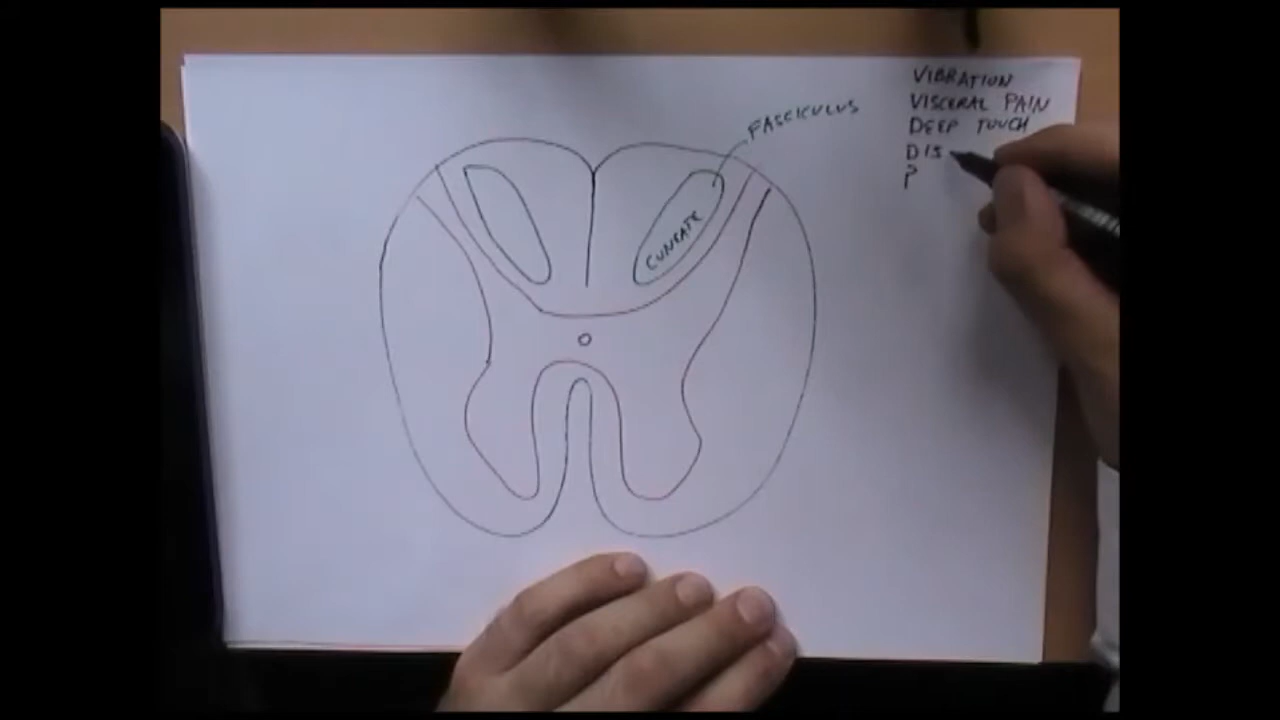 FASCICULUS
CUNEATE
VIBRATION
VISCERAL PAIN
DEEP TOUCH
DIS
P